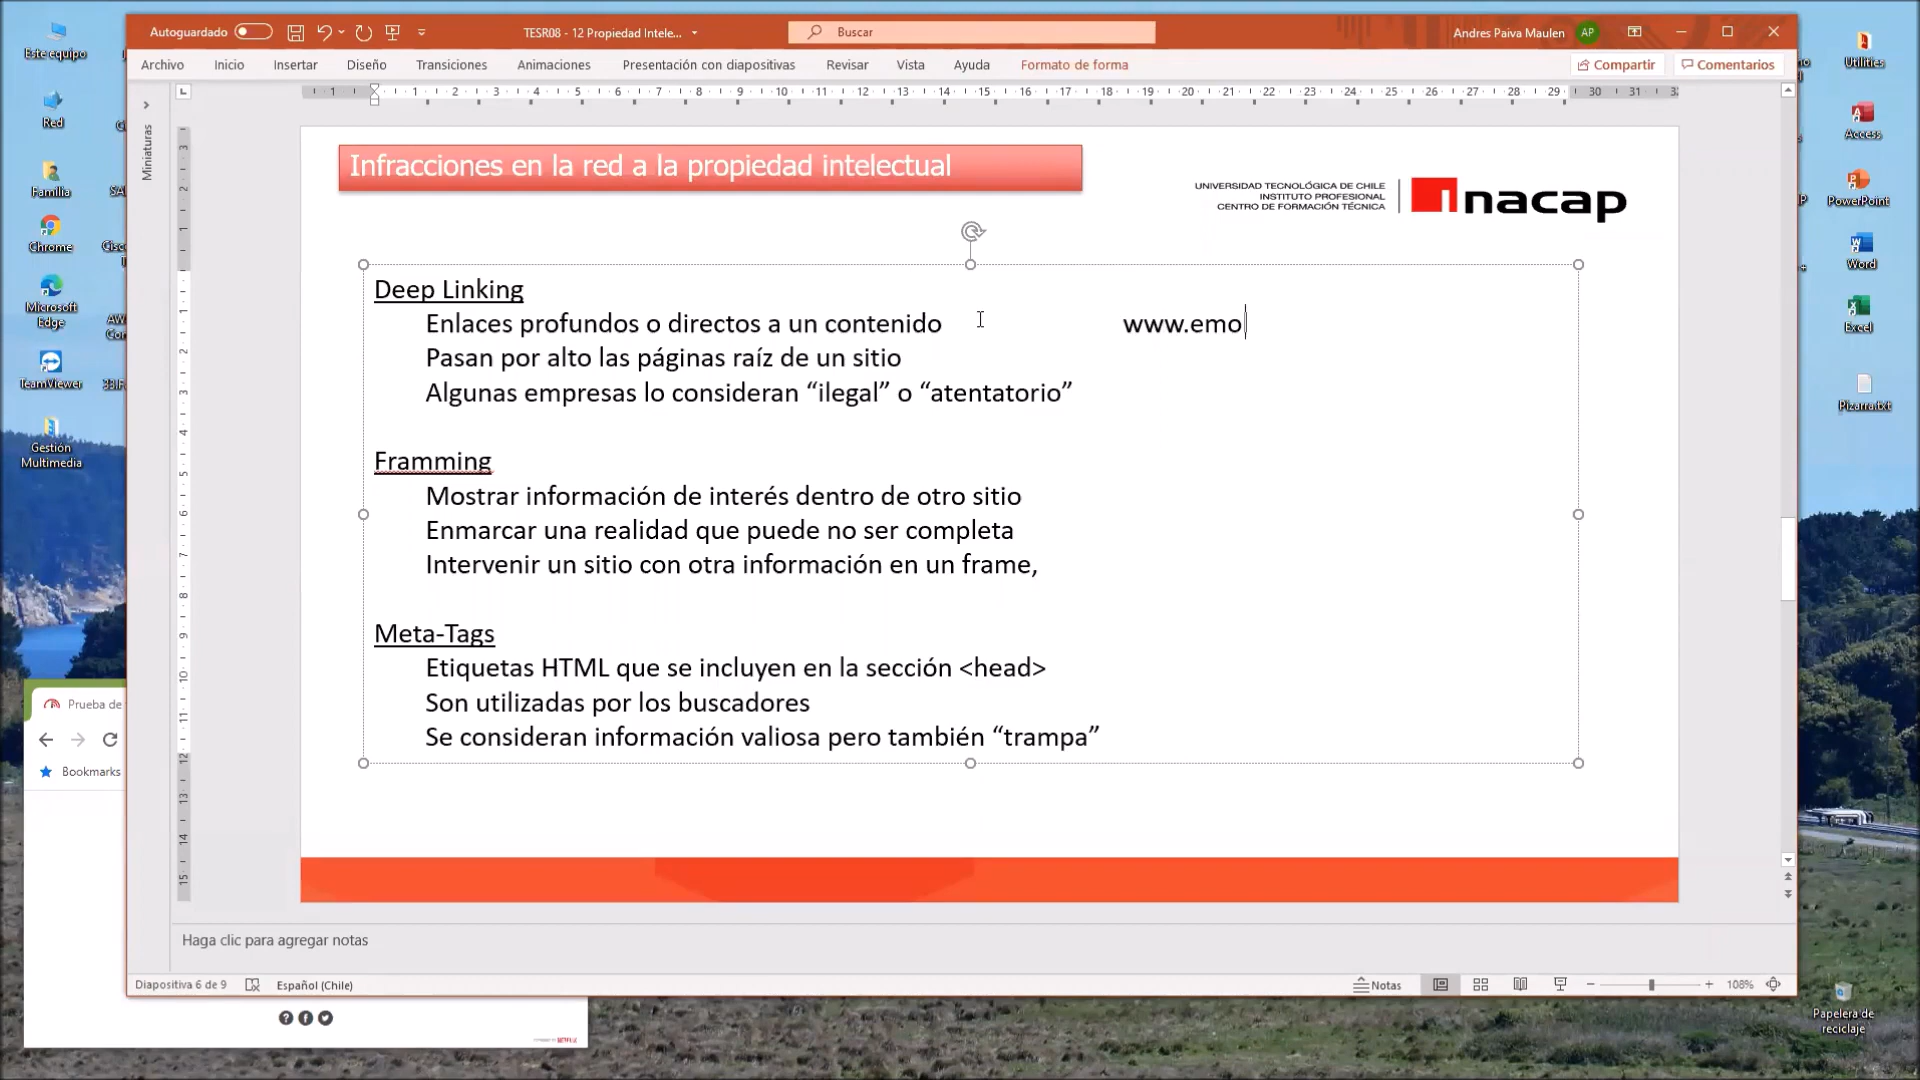 Este equipo
Red
Familia
Chrome
Microsoft
Edge
TeamViewer
Gestión
Multimedia
Autoguardado
TESR08 - 12 Propiedad Intele...
Buscar
Andres Paiva Maulen
AP
Archivo
Inicio
Insertar
Diseño
Transiciones
Animaciones
Presentación con diapositivas
Revisar
Vista
Ayuda
Formato de forma
Compartir
Comentarios
Miniaturas
Infracciones en la red a la propiedad intelectual
UNIVERSIDAD TECNOLÓGICA DE CHILE
INSTITUTO PROFESIONAL
CENTRO DE FORMACIÓN TÉCNICA
inacap
Deep Linking
Enlaces profundos o directos a un contenido www.emo
Pasan por alto las páginas raíz de un sitio
Algunas empresas lo consideran “ilegal” o “atentatorio”
Framming
Mostrar información de interés dentro de otro sitio
Enmarcar una realidad que puede no ser completa
Intervenir un sitio con otra información en un frame,
Meta-Tags
Etiquetas HTML que se incluyen en la sección <head>
Son utilizadas por los buscadores
Se consideran información valiosa pero también “trampa”
Haga clic para agregar notas
Diapositiva 6 de 9
Español (Chile)
Notas
108%
Prueba de
Bookmarks
Utilities
Access
PowerPoint
Word
Excel
Pizarra.txt
Papelera de
reciclaje